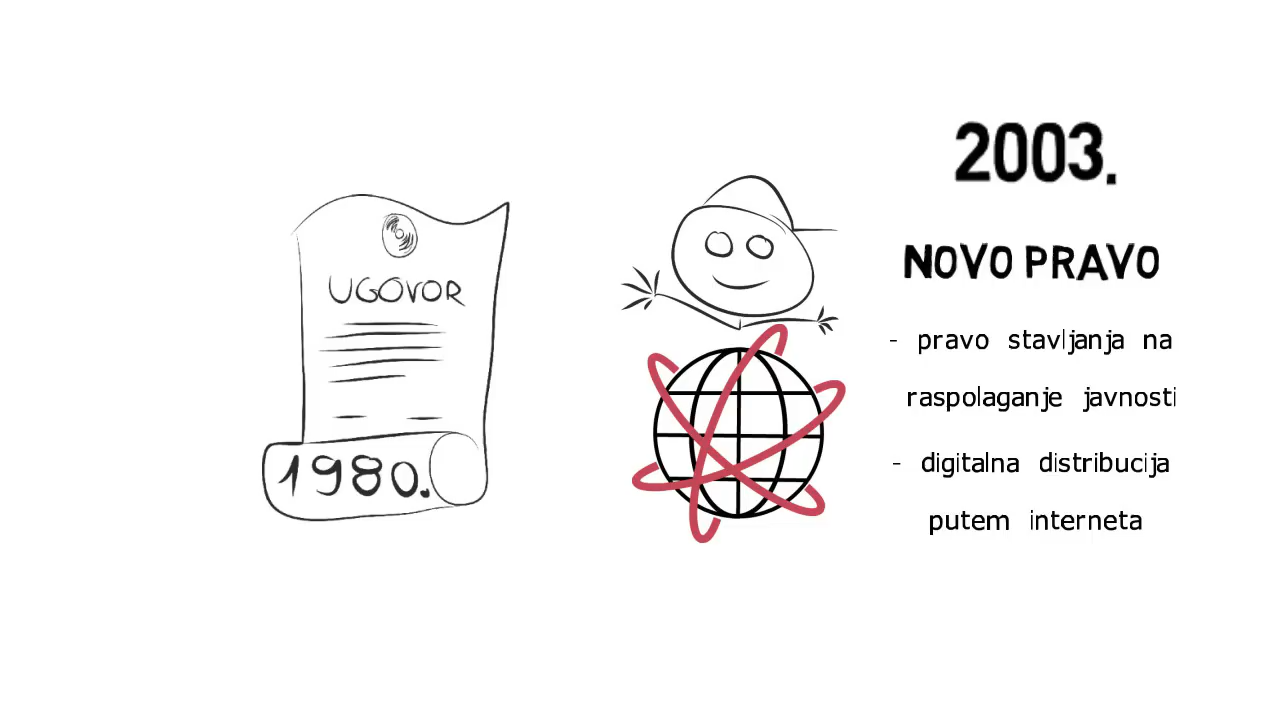 UGOVOR
1980.
2003.
NOVO PRAVO
- pravo stavljanja na
raspolaganje javnosti
- digitalna distribucija
putem interneta